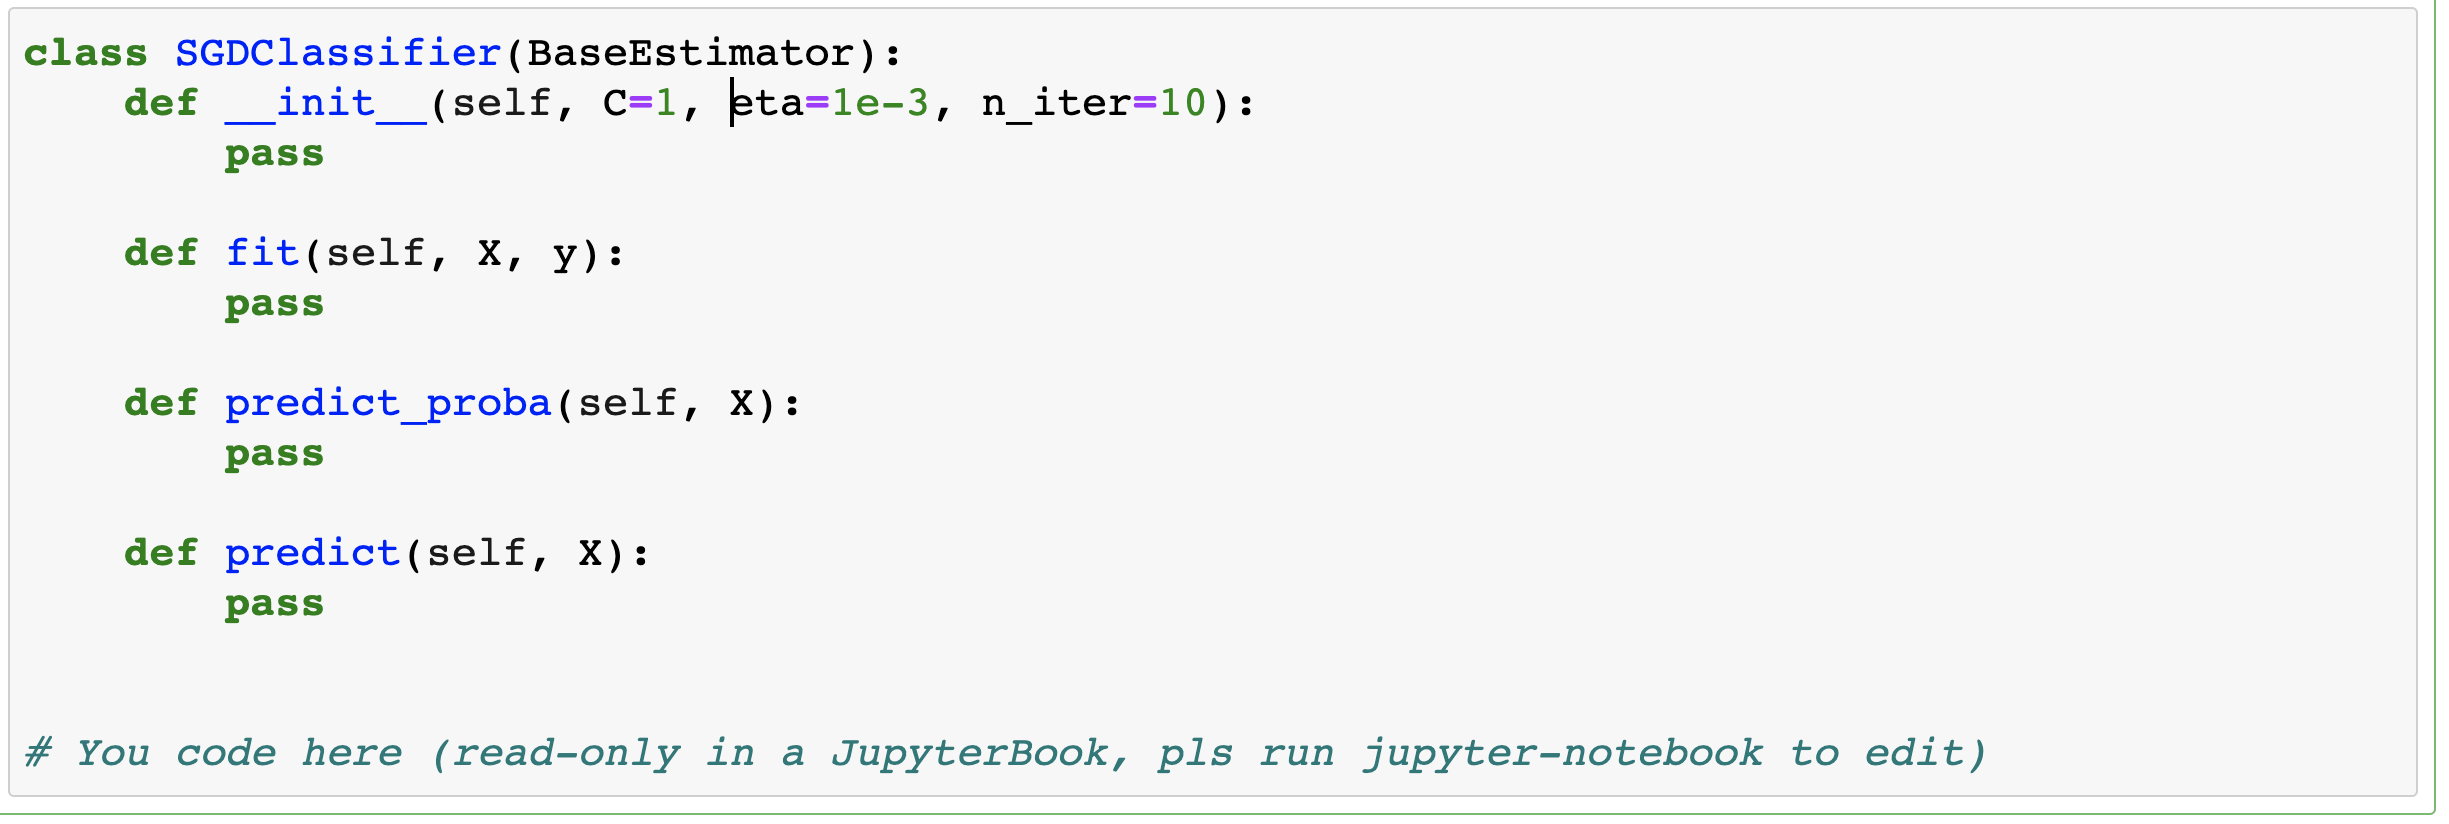 class SGDClassifier(BaseEstimator):
    def __init__(self, C=1, eta=1e-3, n_iter=10):
        pass
    def fit(self, X, y):
        pass
    def predict_proba(self, X):
        pass
    def predict(self, X):
        pass
# You code here (read-only in a JupyterBook, pls run jupyter-notebook to edit)